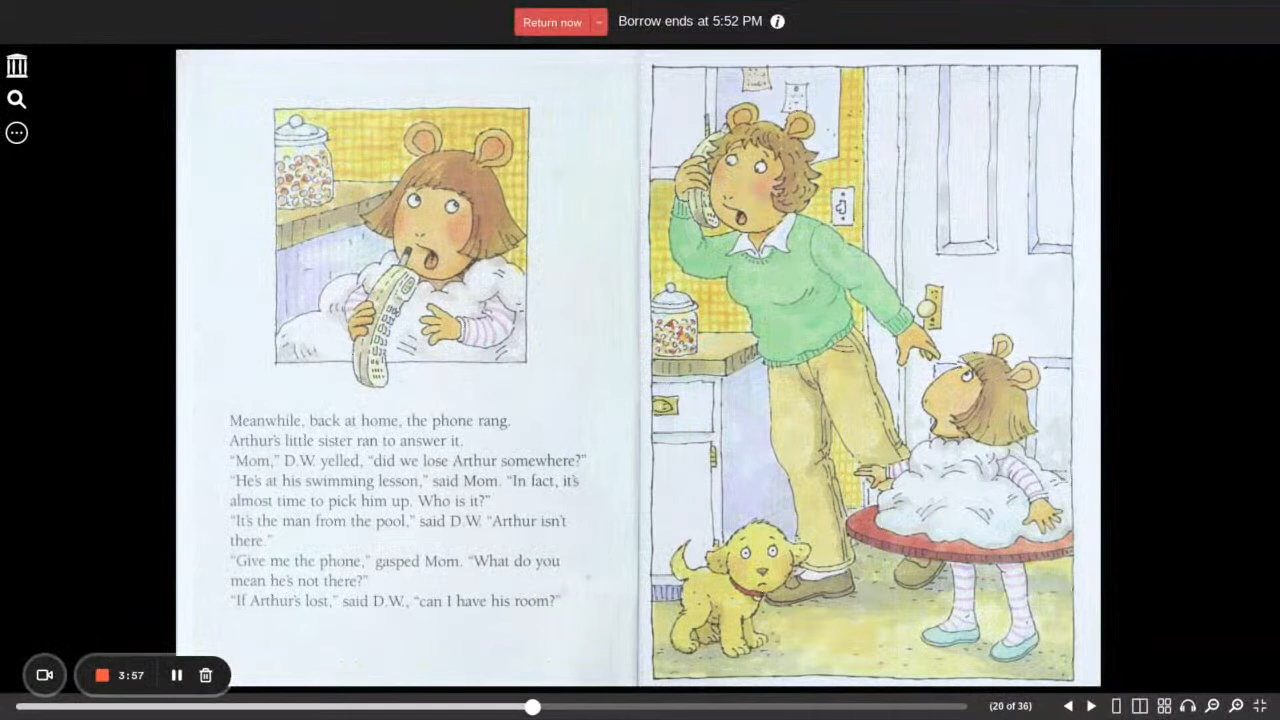 Return now
Borrow ends at 5:52 PM
Meanwhile, back at home, the phone rang.
Arthur's little sister ran to answer it.
“Mom,” D.W. yelled, “did we lose Arthur somewhere?”
“He's at his swimming lesson,” said Mom. “In fact, it's
almost time to pick him up. Who is it?”
“It's the man from the pool,” said D.W. “Arthur isn't
there.”
“Give me the phone,” gasped Mom. “What do you
mean he's not there?”
“If Arthur's lost,” said D.W., “can I have his room?”
3:57
(20 of 36)